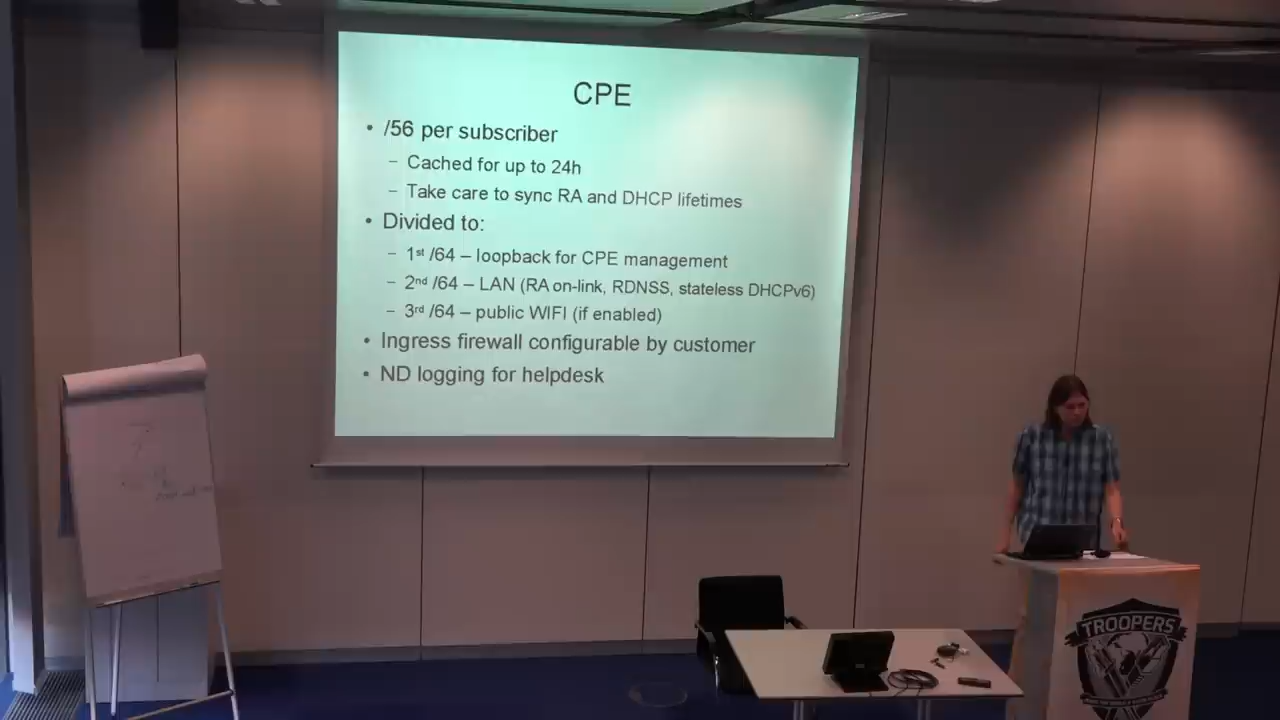 CPE
• /56 per subscriber
– Cached for up to 24h
– Take care to sync RA and DHCP lifetimes
• Divided to:
– 1st /64 – loopback for CPE management
– 2nd /64 – LAN (RA on-link, RDNSS, stateless DHCPv6)
– 3rd /64 – public WIFI (if enabled)
• Ingress firewall configurable by customer
• ND logging for helpdesk
TROOPERS